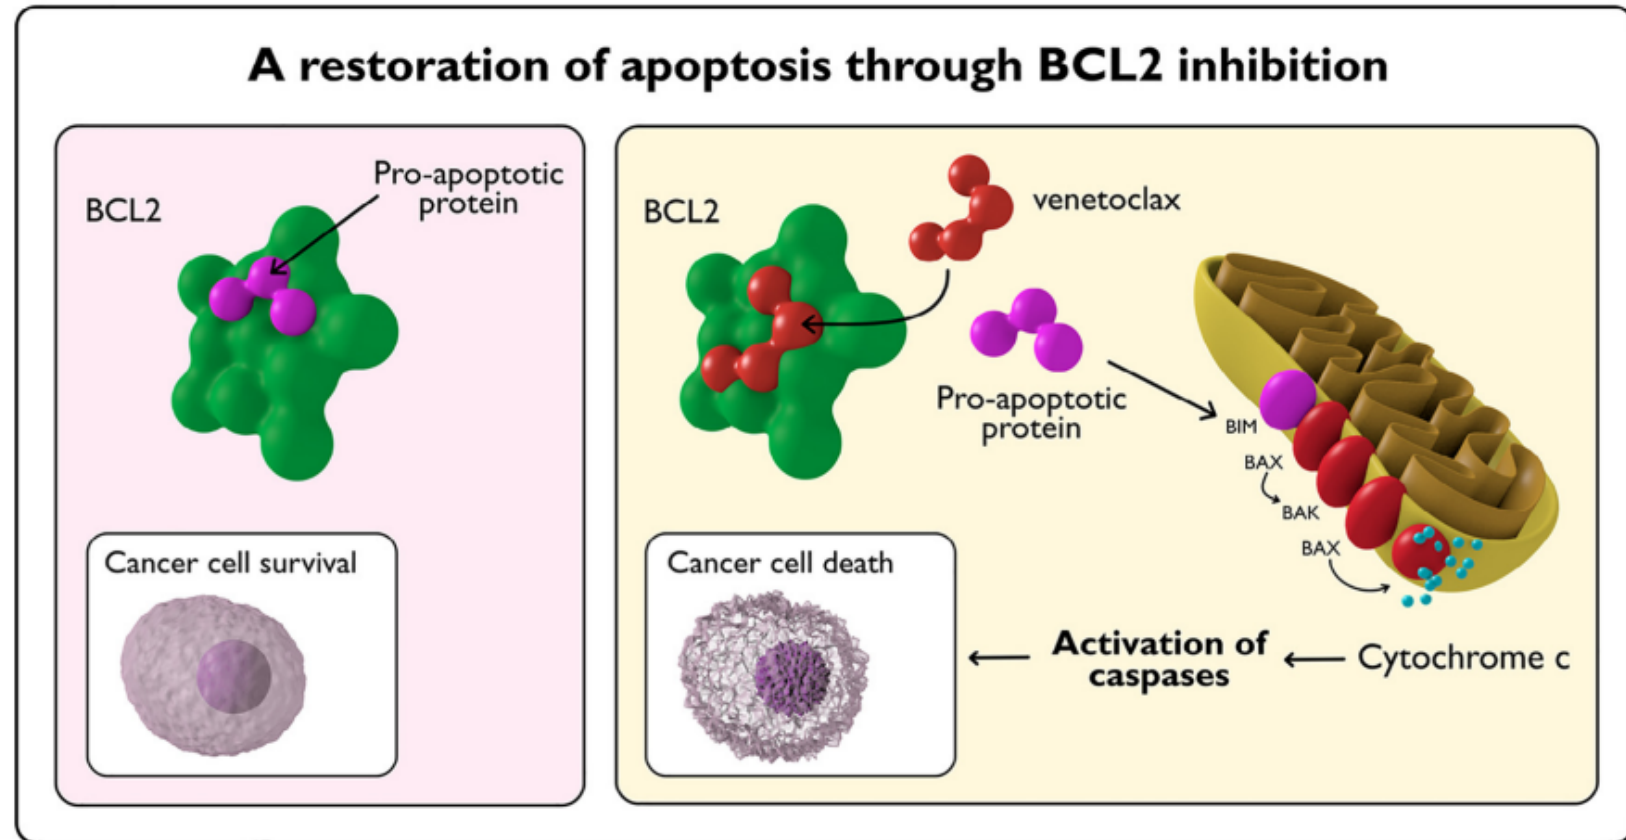 A restoration of apoptosis through BCL2 inhibition
BCL2
Pro-apoptotic
protein
Cancer cell survival
BCL2
venetoclax
Pro-apoptotic
protein
BIM
BAX
BAK
BAX
Cancer cell death
Activation of
caspases
Cytochrome c